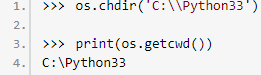 1. >>> os.chdir('C:\\Python33')
2.
3. >>> print(os.getcwd())
4. C:\Python33